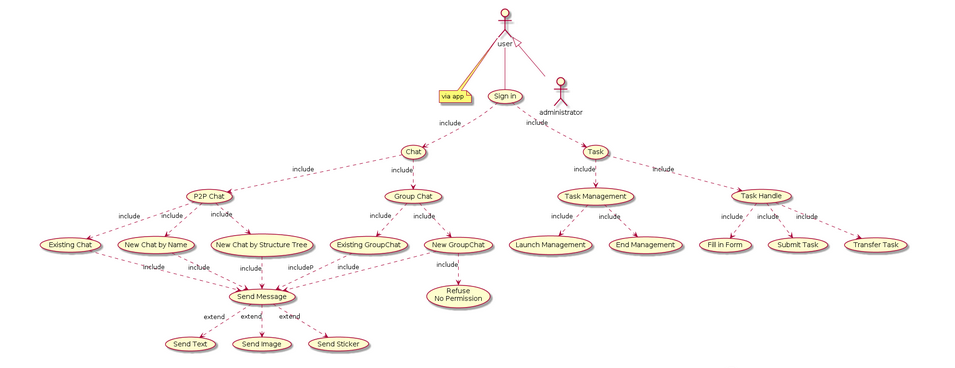 user
via app
Sign in
administrator
include
include
Chat
Task
include
include
include
include
P2P Chat
Group Chat
Task Management
Task Handle
include
include
include
include
include
include
include
include
include
include
Existing Chat
New Chat by Name
New Chat by Structure Tree
Existing GroupChat
New GroupChat
Launch Management
End Management
Fill in Form
Submit Task
Transfer Task
include
include
include
includeP
include
include
Send Message
Refuse
No Permission
extend
extend
extend
Send Text
Send Image
Send Sticker